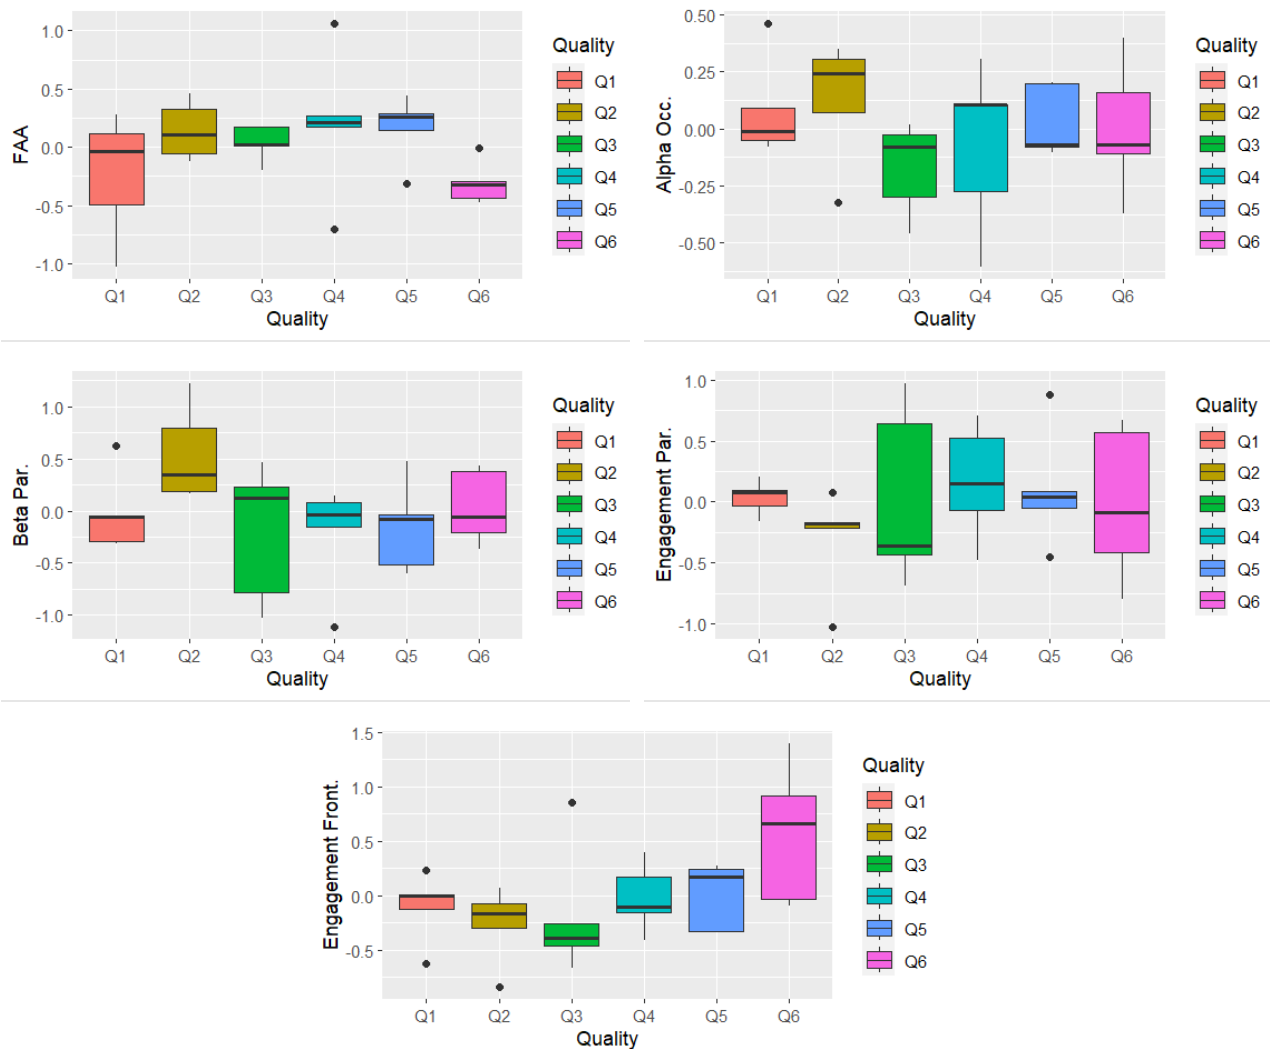 FAA
1.0
0.5
0.0
-0.5
-1.0
Q1 Q2 Q3 Q4 Q5 Q6
Quality
Quality
Q1
Q2
Q3
Q4
Q5
Q6
Alpha Occ.
0.50
0.25
0.00
-0.25
-0.50
Q1 Q2 Q3 Q4 Q5 Q6
Quality
Quality
Q1
Q2
Q3
Q4
Q5
Q6
Beta Par.
1.0
0.5
0.0
-0.5
-1.0
Q1 Q2 Q3 Q4 Q5 Q6
Quality
Quality
Q1
Q2
Q3
Q4
Q5
Q6
Engagement Par.
1.0
0.5
0.0
-0.5
-1.0
Q1 Q2 Q3 Q4 Q5 Q6
Quality
Quality
Q1
Q2
Q3
Q4
Q5
Q6
Engagement Front.
1.5
1.0
0.5
0.0
-0.5
Q1 Q2 Q3 Q4 Q5 Q6
Quality
Quality
Q1
Q2
Q3
Q4
Q5
Q6